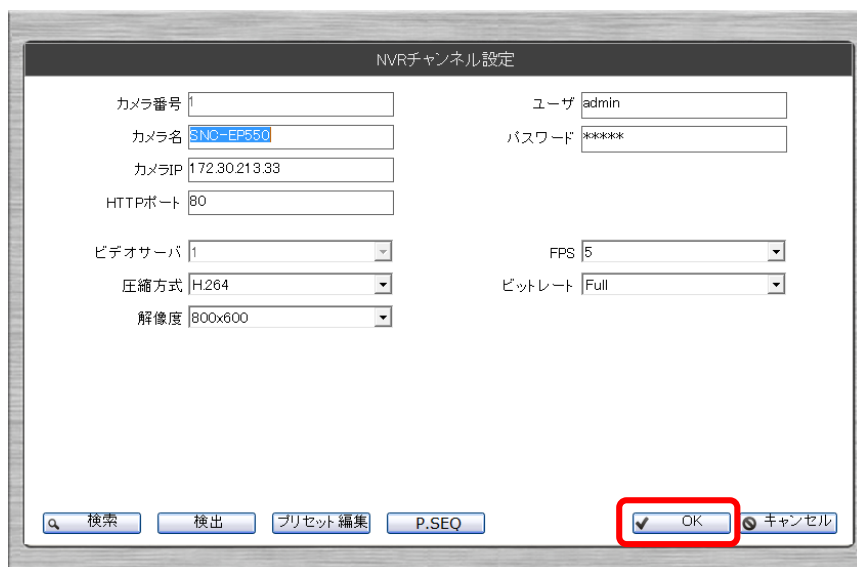 NVRチャンネル設定
カメラ番号 1 ユーザ admin
カメラ名 SNC-EP550 パスワード *****
カメラIP 172.30.213.33
HTTPポート 80
ビデオサーバ 1 FPS 5
圧縮方式 H.264 ビットレート Full
解像度 800x600
検索 検出 プリセット編集 P.SEQ OK キャンセル